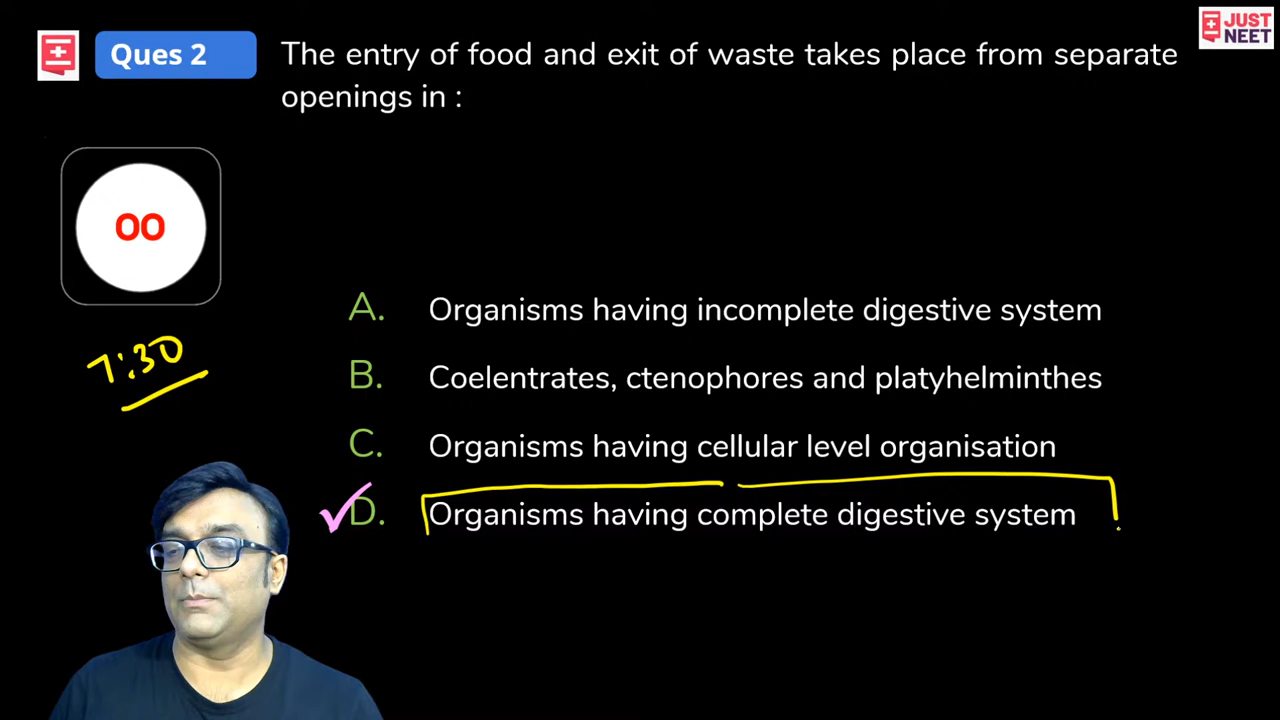 JUST
NEET
Ques 2
The entry of food and exit of waste takes place from separate
openings in :
00
7:30
A. Organisms having incomplete digestive system
B. Coelentrates, ctenophores and platyhelminthes
C. Organisms having cellular level organisation
D. Organisms having complete digestive system